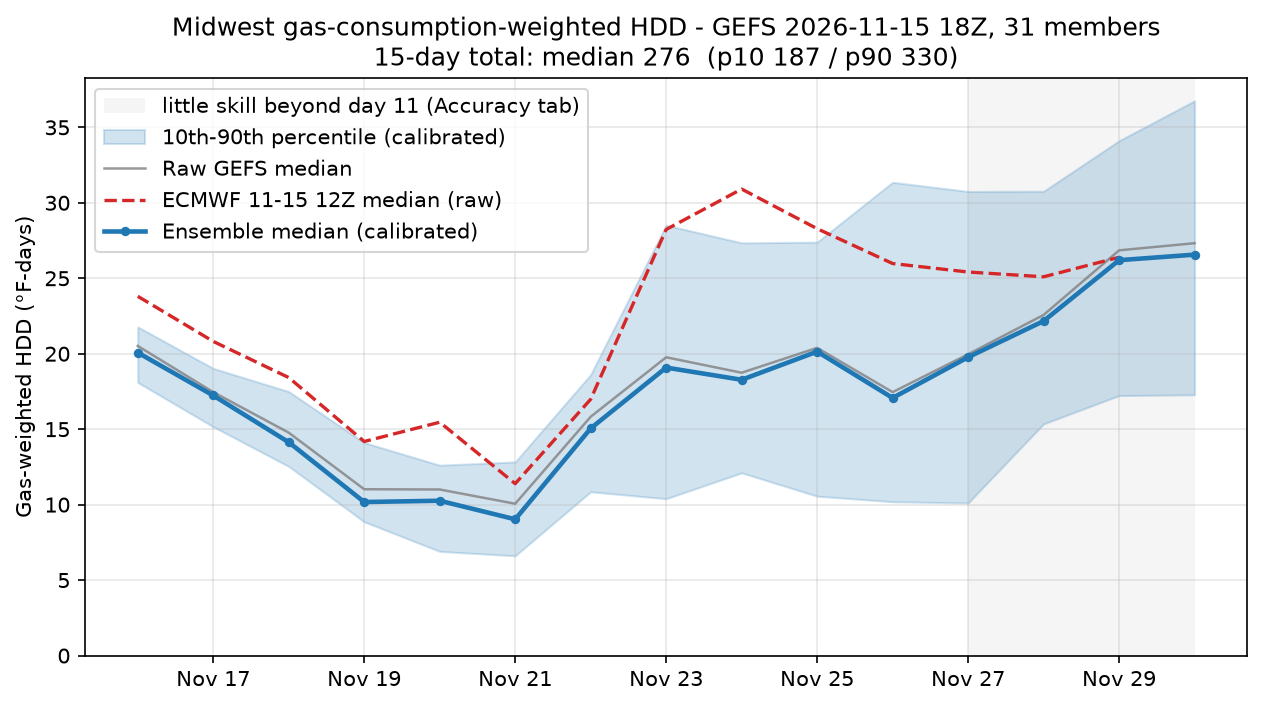 Midwest gas-consumption-weighted HDD - GEFS 2026-11-15 18Z, 31 members
15-day total: median 276  (p10 187 / p90 330)
little skill beyond day 11 (Accuracy tab)
10th-90th percentile (calibrated)
Raw GEFS median
ECMWF 11-15 12Z median (raw)
Ensemble median (calibrated)
Gas-weighted HDD (°F-days)
35
30
25
20
15
10
5
0
Nov 17
Nov 19
Nov 21
Nov 23
Nov 25
Nov 27
Nov 29